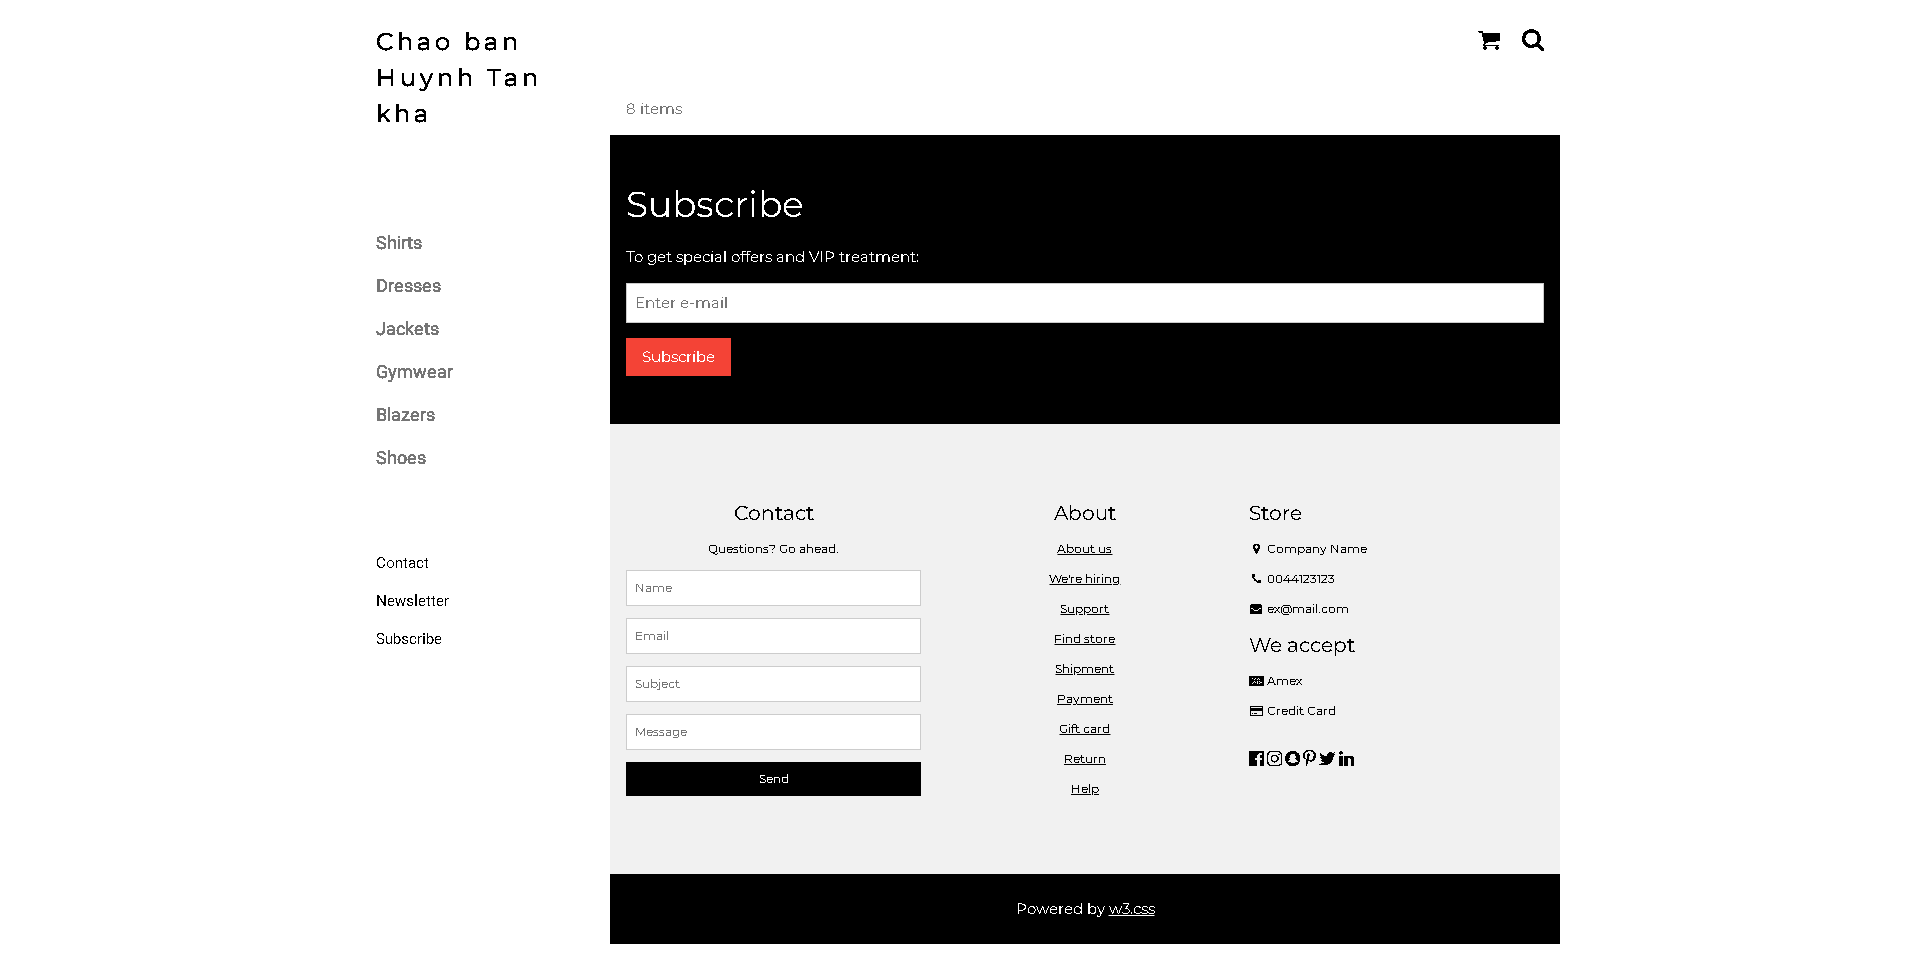 Chao ban
Huynh Tan
kha
Shirts
Dresses
Jackets
Gymwear
Blazers
Shoes
Contact
Newsletter
Subscribe
8 items
Subscribe
To get special offers and VIP treatment:
Enter e-mail
Subscribe
Contact
Questions? Go ahead.
Name
Email
Subject
Message
Send
About
About us
We're hiring
Support
Find store
Shipment
Payment
Gift card
Return
Help
Store
Company Name
0044123123
ex@mail.com
We accept
Amex
Credit Card
Powered by w3.css